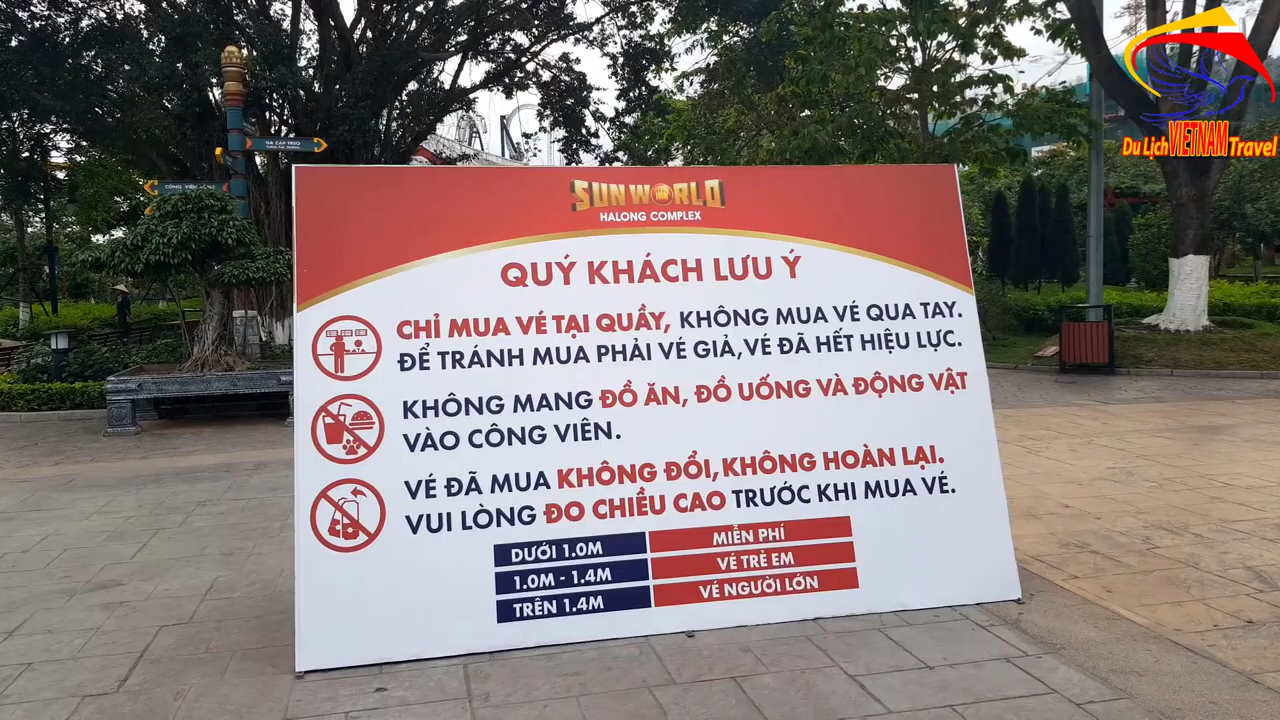 Du Lịch VIETNAM Travel
GA CÁP TREO
SUN WORLD
HALONG COMPLEX
QUÝ KHÁCH LƯU Ý
CHỈ MUA VÉ TẠI QUẦY, KHÔNG MUA VÉ QUA TAY.
ĐỂ TRÁNH MUA PHẢI VÉ GIẢ, VÉ ĐÃ HẾT HIỆU LỰC.
KHÔNG MANG ĐỒ ĂN, ĐỒ UỐNG VÀ ĐỘNG VẬT
VÀO CÔNG VIÊN.
VÉ ĐÃ MUA KHÔNG ĐỔI, KHÔNG HOÀN LẠI.
VUI LÒNG ĐO CHIỀU CAO TRƯỚC KHI MUA VÉ.
DƯỚI 1.0M MIỄN PHÍ
1.0M - 1.4M VÉ TRẺ EM
TRÊN 1.4M VÉ NGƯỜI LỚN